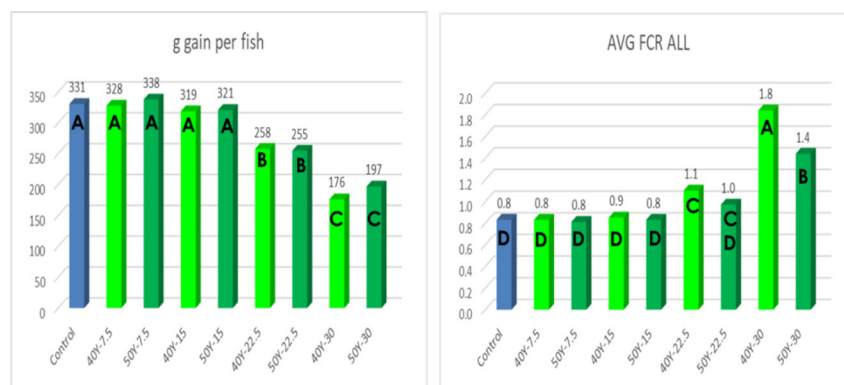 g gain per fish
350
300
250
200
150
100
50
0
331
328
338
319
321
258
255
176
197
A
A
A
A
A
B
B
C
C
Control
40Y-7.5
50Y-7.5
40Y-15
50Y-15
40Y-22.5
50Y-22.5
40Y-30
50Y-30
AVG FCR ALL
2.0
1.8
1.6
1.4
1.2
1.0
0.8
0.6
0.4
0.2
0.0
0.8
0.8
0.8
0.9
0.8
1.1
1.0
1.8
1.4
D
D
D
D
D
C
C
D
A
B
Control
40Y-7.5
50Y-7.5
40Y-15
50Y-15
40Y-22.5
50Y-22.5
40Y-30
50Y-30